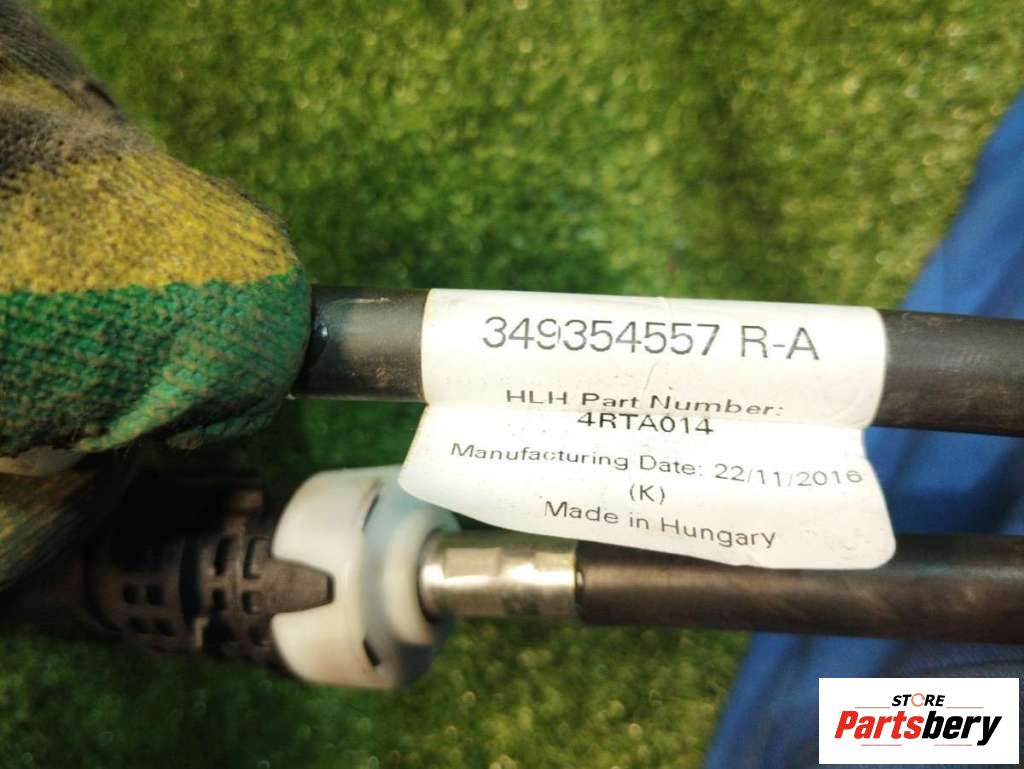 349354557 R-A
HLH Part Number:
4RTA014
Manufacturing Date: 22/11/2016
(K)
Made in Hungary
STORE
Partsbery